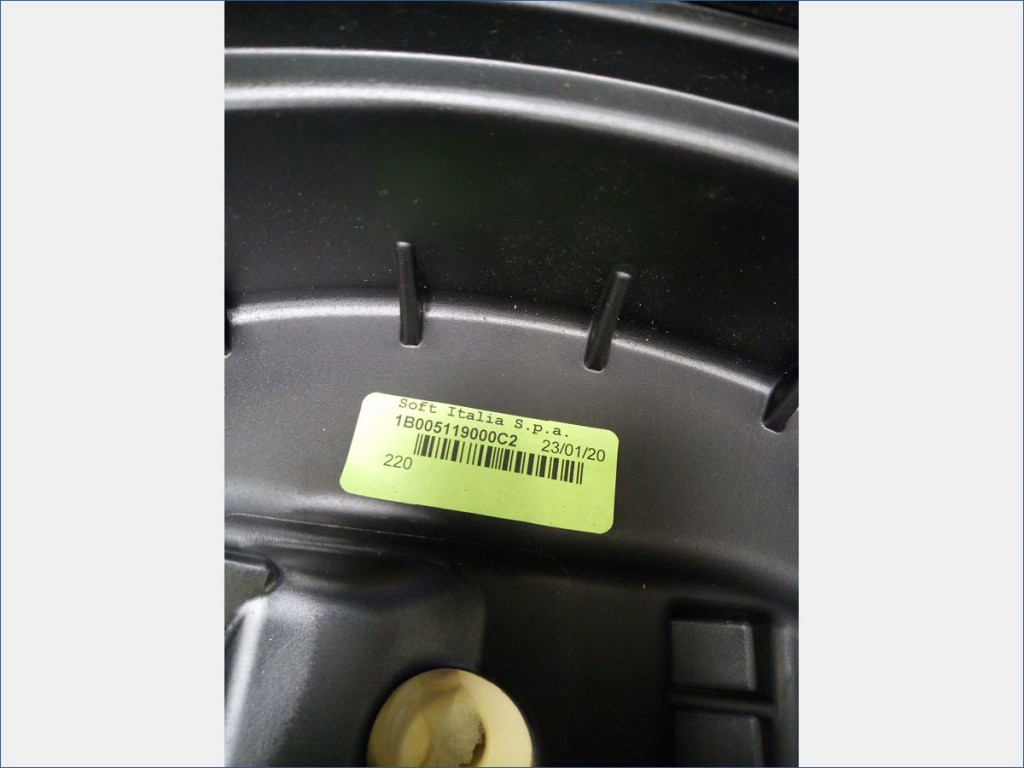 Soft Italia S.p.a.
1B005119000C2 23/01/20
220